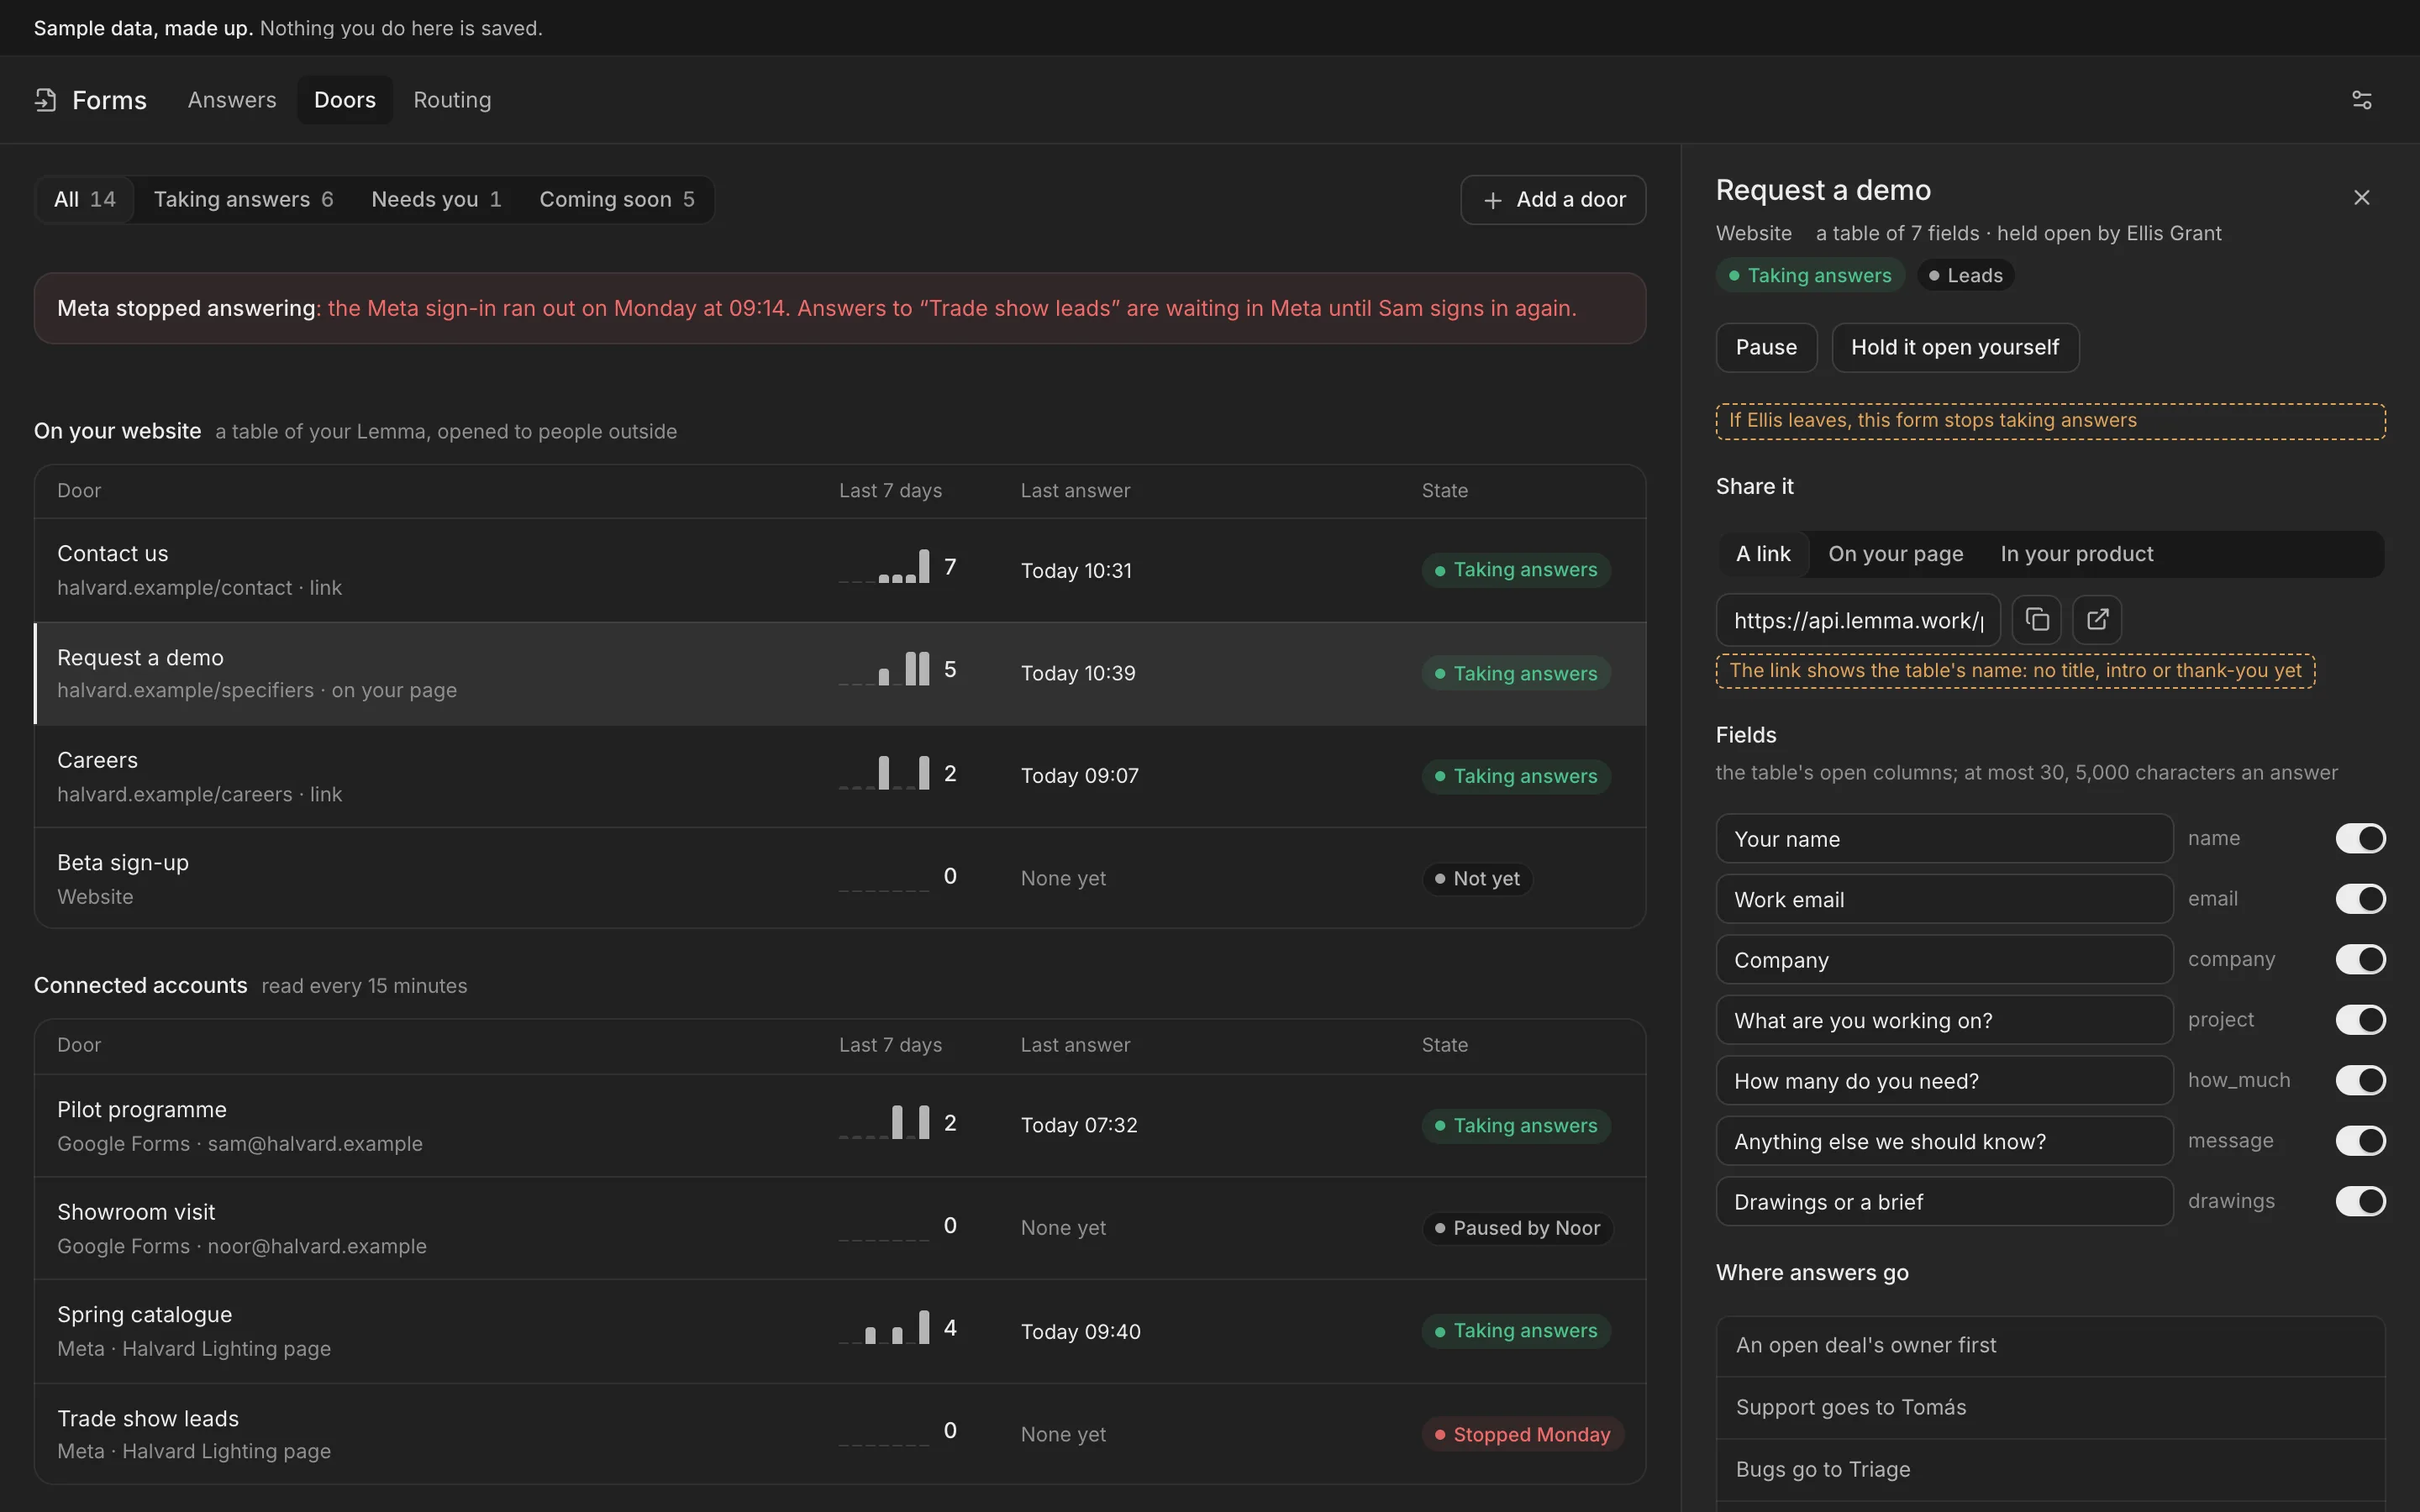 Sample data, made up. Nothing you do here is saved.
Forms
Answers
Doors
Routing
All 14
Taking answers 6
Needs you 1
Coming soon 5
Add a door
Meta stopped answering: the Meta sign-in ran out on Monday at 09:14. Answers to “Trade show leads” are waiting in Meta until Sam signs in again.
On your website a table of your Lemma, opened to people outside
Door Last 7 days Last answer State
Contact us
halvard.example/contact · link
7 Today 10:31 Taking answers
Request a demo
halvard.example/specifiers · on your page
5 Today 10:39 Taking answers
Careers
halvard.example/careers · link
2 Today 09:07 Taking answers
Beta sign-up
Website
0 None yet Not yet
Connected accounts read every 15 minutes
Door Last 7 days Last answer State
Pilot programme
Google Forms · sam@halvard.example
2 Today 07:32 Taking answers
Showroom visit
Google Forms · noor@halvard.example
0 None yet Paused by Noor
Spring catalogue
Meta · Halvard Lighting page
4 Today 09:40 Taking answers
Trade show leads
Meta · Halvard Lighting page
0 None yet Stopped Monday
Request a demo
Website a table of 7 fields · held open by Ellis Grant
Taking answers Leads
Pause Hold it open yourself
If Ellis leaves, this form stops taking answers
Share it
A link On your page In your product
https://api.lemma.work/
The link shows the table's name: no title, intro or thank-you yet
Fields
the table's open columns; at most 30, 5,000 characters an answer
Your name name
Work email email
Company company
What are you working on? project
How many do you need? how_much
Anything else we should know? message
Drawings or a brief drawings
Where answers go
An open deal's owner first
Support goes to Tomás
Bugs go to Triage